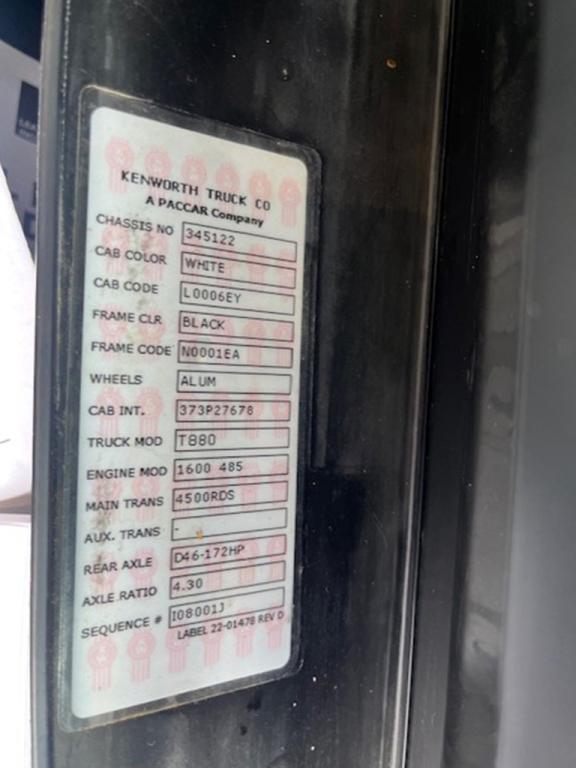 KENWORTH TRUCK CO
A PACCAR Company
CHASSIS NO 345122
CAB COLOR WHITE
CAB CODE L0006EY
FRAME CLR BLACK
FRAME CODE N0001EA
WHEELS ALUM
CAB INT. 373P27678
TRUCK MOD T880
ENGINE MOD 1600 485
MAIN TRANS 4500RDS
AUX. TRANS -
REAR AXLE D46-172HP
AXLE RATIO 4.30
SEQUENCE # I08001J
LABEL 22-01478 REV D